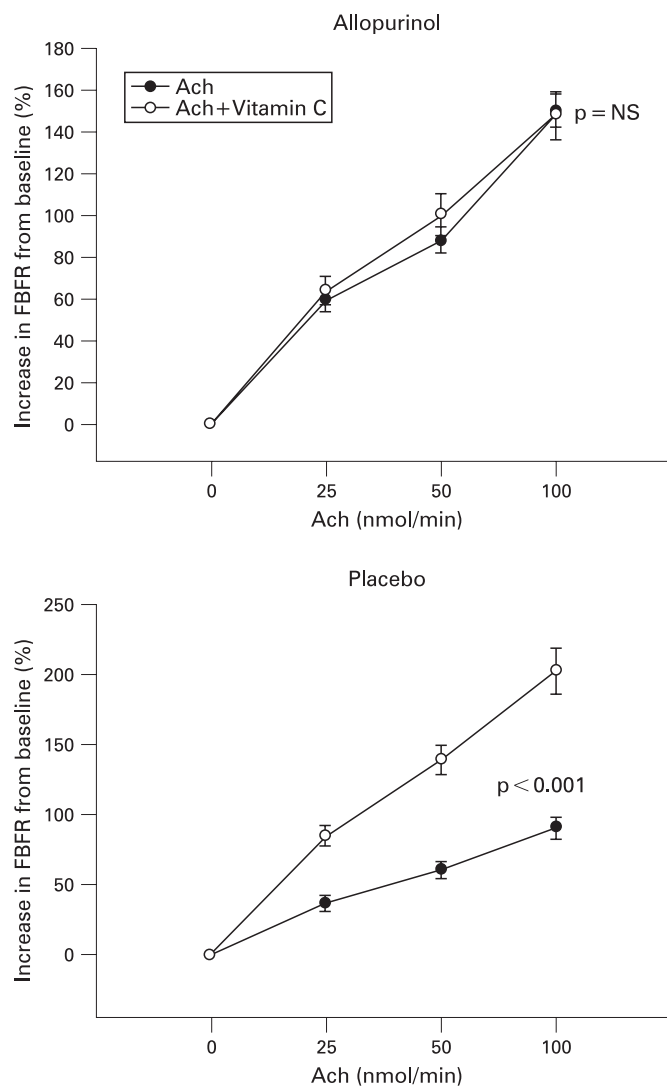 Allopurinol
Increase in FBFR from baseline (%)
180
160
140
120
100
80
60
40
20
0
Ach
Ach+Vitamin C
p = NS
0 25 50 100
Ach (nmol/min)
Placebo
Increase in FBFR from baseline (%)
250
200
150
100
50
0
p < 0.001
0 25 50 100
Ach (nmol/min)